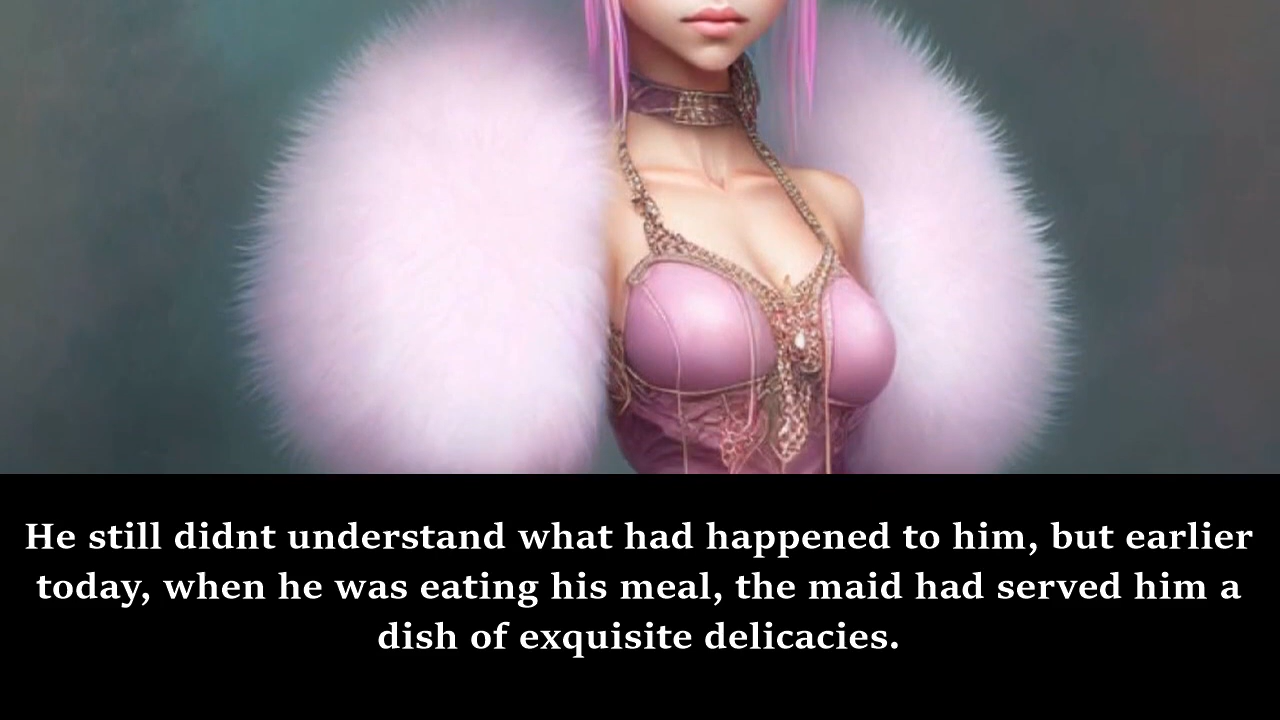 He still didnt understand what had happened to him, but earlier
today, when he was eating his meal, the maid had served him a
dish of exquisite delicacies.